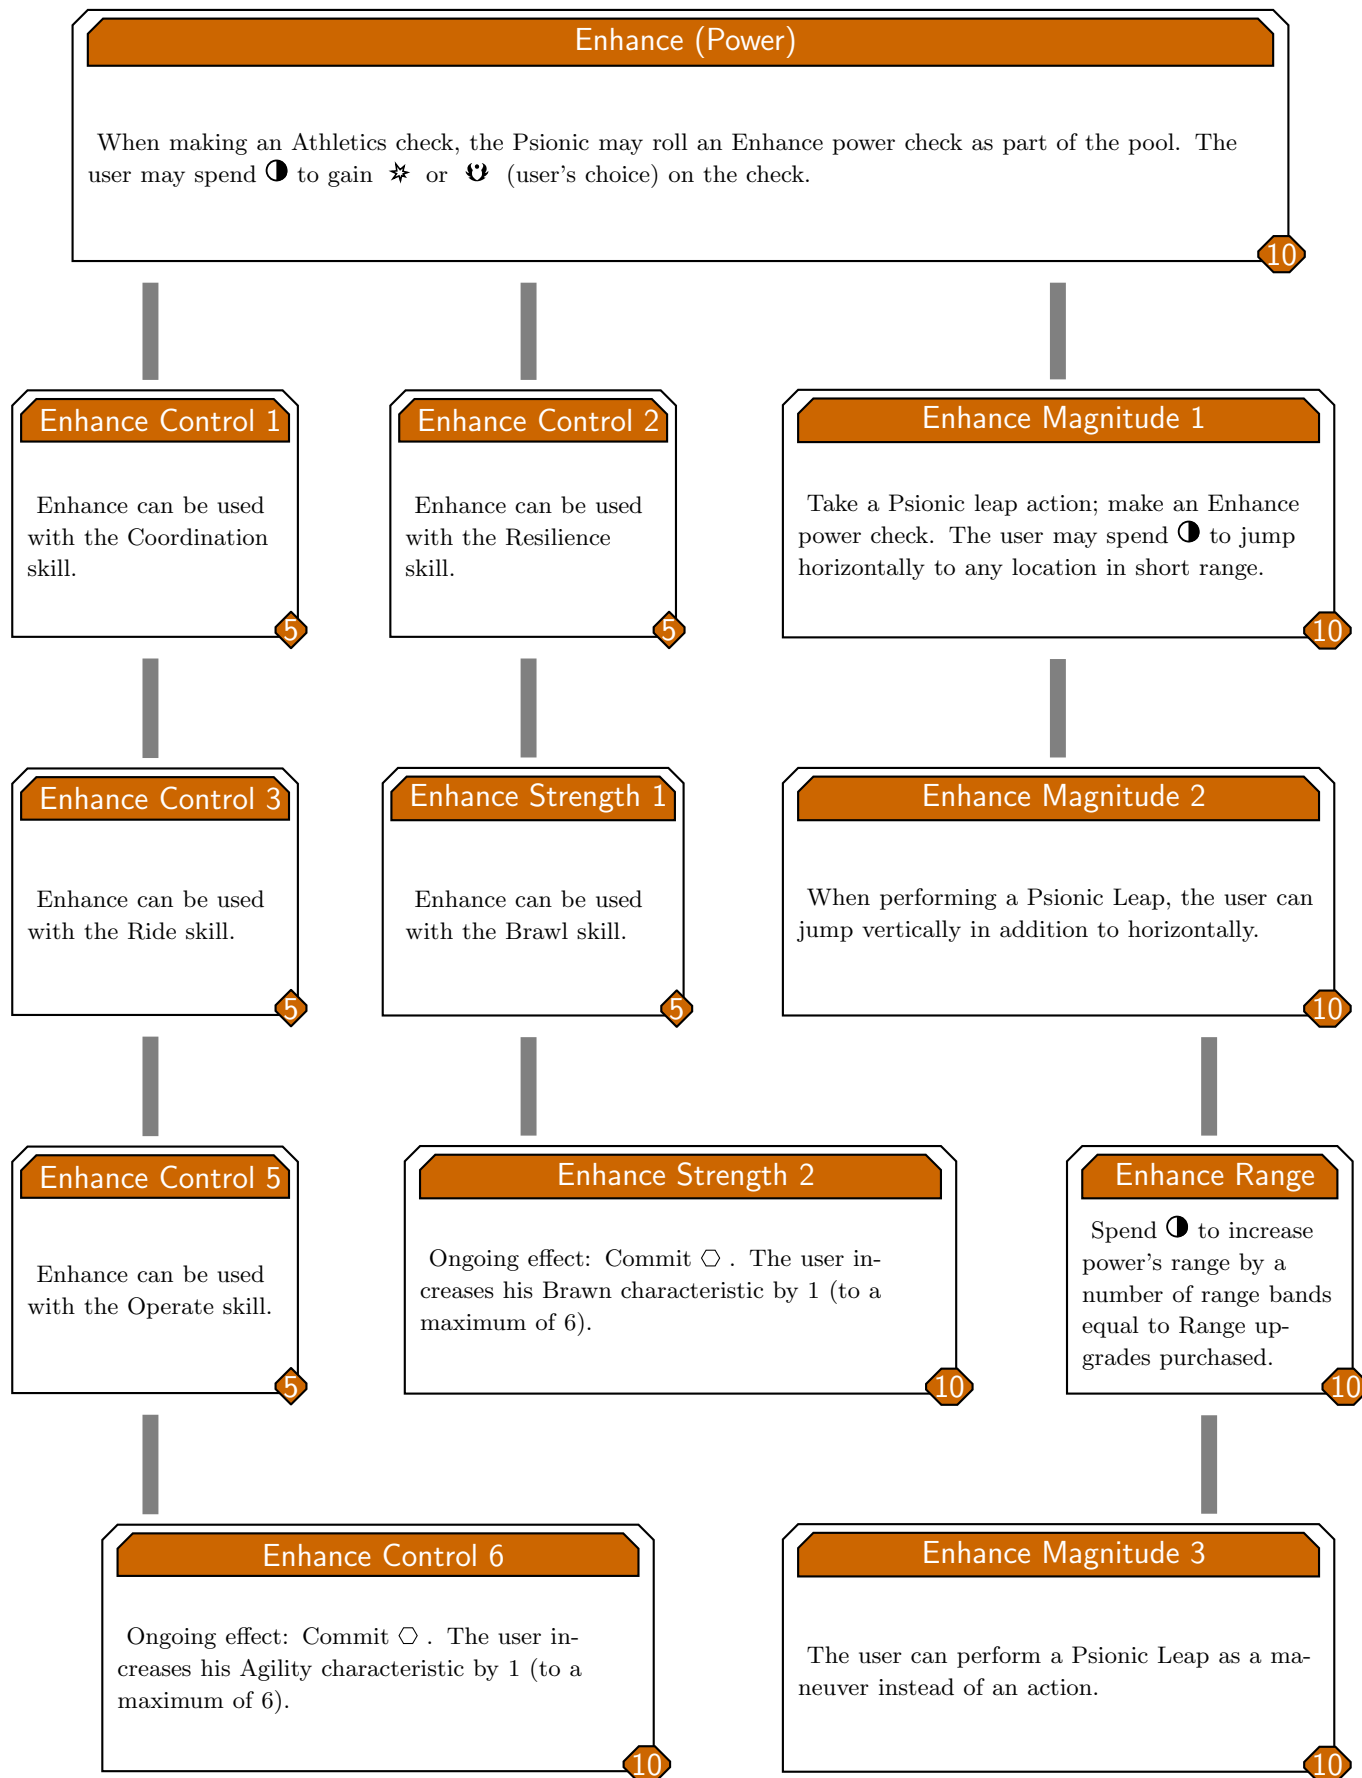 Enhance (Power)
When making an Athletics check, the Psionic may roll an Enhance power check as part of the pool. The
user may spend ◑ to gain or (user's choice) on the check.
10
Enhance Control 1
Enhance can be used
with the Coordination
skill.
5
Enhance Control 2
Enhance can be used
with the Resilience
skill.
5
Enhance Magnitude 1
Take a Psionic leap action; make an Enhance
power check. The user may spend ◑ to jump
horizontally to any location in short range.
10
Enhance Control 3
Enhance can be used
with the Ride skill.
5
Enhance Strength 1
Enhance can be used
with the Brawl skill.
5
Enhance Magnitude 2
When performing a Psionic Leap, the user can
jump vertically in addition to horizontally.
10
Enhance Control 5
Enhance can be used
with the Operate skill.
5
Enhance Strength 2
Ongoing effect: Commit ⬡ . The user in-
creases his Brawn characteristic by 1 (to a
maximum of 6).
10
Enhance Range
Spend ◑ to increase
power's range by a
number of range bands
equal to Range up-
grades purchased.
10
Enhance Control 6
Ongoing effect: Commit ⬡ . The user in-
creases his Agility characteristic by 1 (to a
maximum of 6).
10
Enhance Magnitude 3
The user can perform a Psionic Leap as a ma-
neuver instead of an action.
10